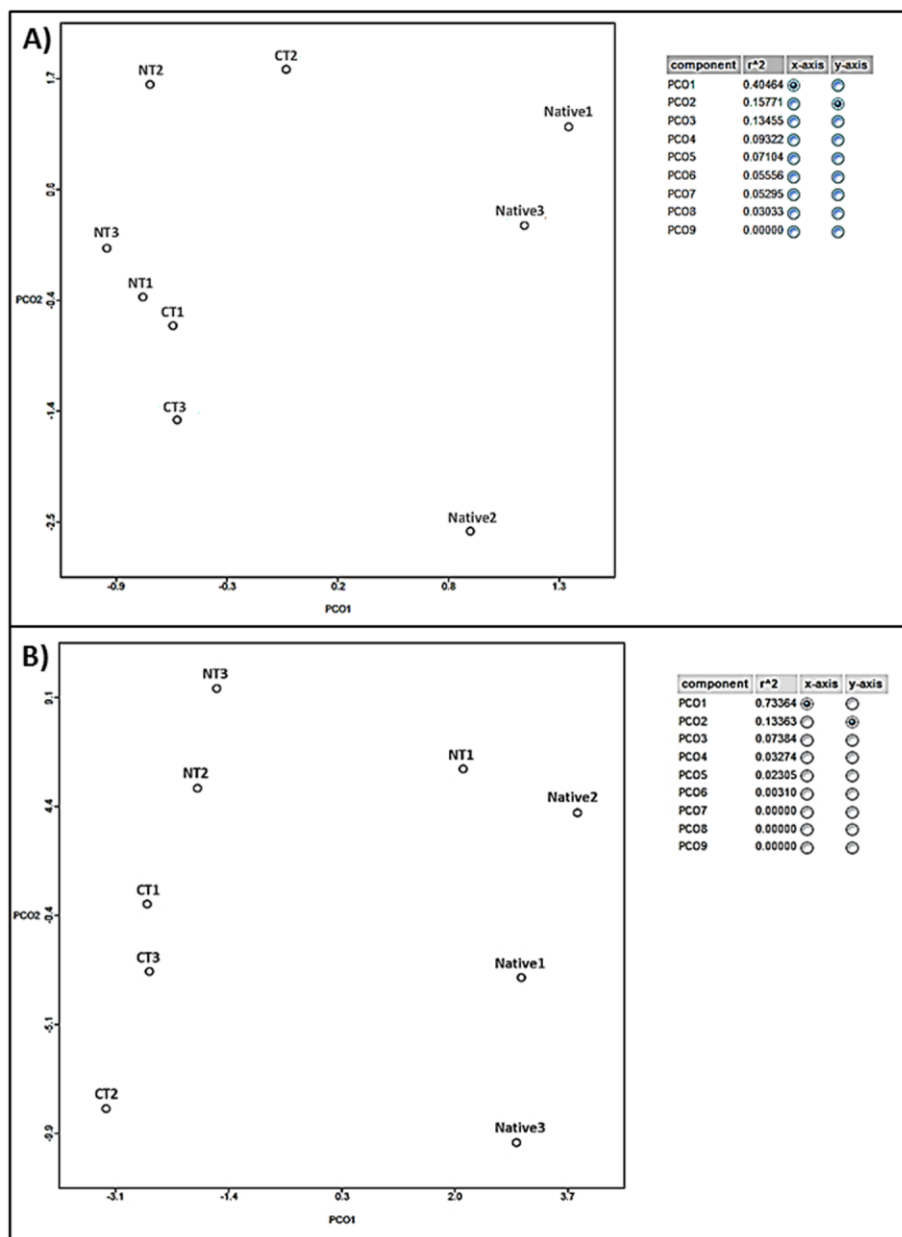 A)
NT2
CT2
Native1
Native3
NT3
NT1
CT1
CT3
Native2
1.7
0.6
-0.4
-1.4
-2.5
PCO2
-0.9 -0.3 0.2 0.8 1.3
PCO1
component r^2 x-axis y-axis
PCO1 0.40464
PCO2 0.15771
PCO3 0.13455
PCO4 0.09322
PCO5 0.07104
PCO6 0.05556
PCO7 0.05295
PCO8 0.03033
PCO9 0.00000
B)
NT3
NT1
NT2
Native2
CT1
CT3
Native1
CT2
Native3
9.1
4.4
-0.4
-5.1
-9.9
PCO2
-3.1 -1.4 0.3 2.0 3.7
PCO1
component r^2 x-axis y-axis
PCO1 0.73364
PCO2 0.13363
PCO3 0.07384
PCO4 0.03274
PCO5 0.02305
PCO6 0.00310
PCO7 0.00000
PCO8 0.00000
PCO9 0.00000